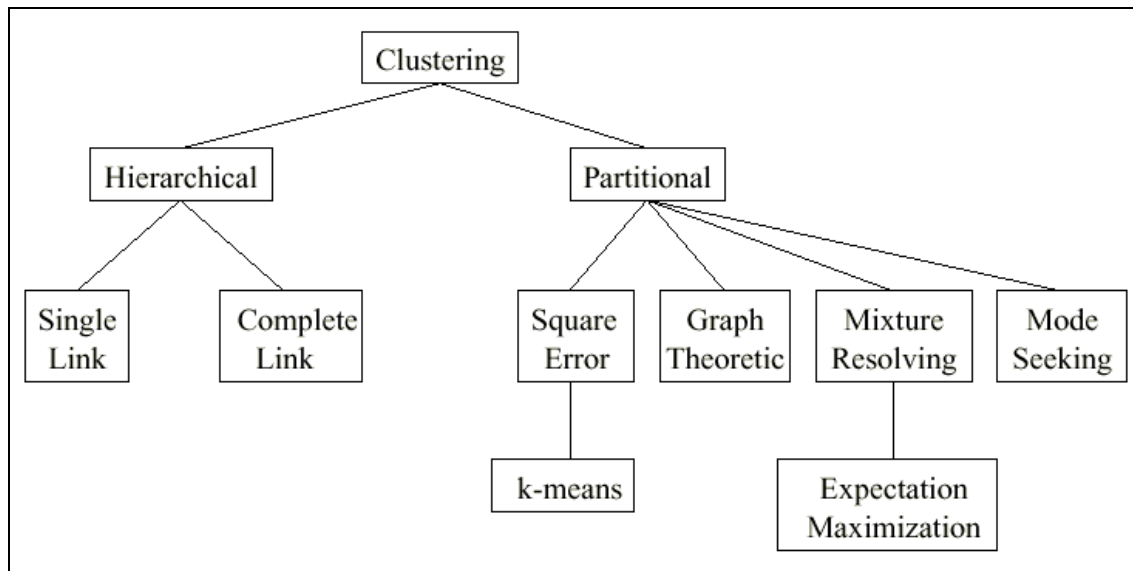 Clustering
Hierarchical
Partitional
Single
Link
Complete
Link
Square
Error
Graph
Theoretic
Mixture
Resolving
Mode
Seeking
k-means
Expectation
Maximization